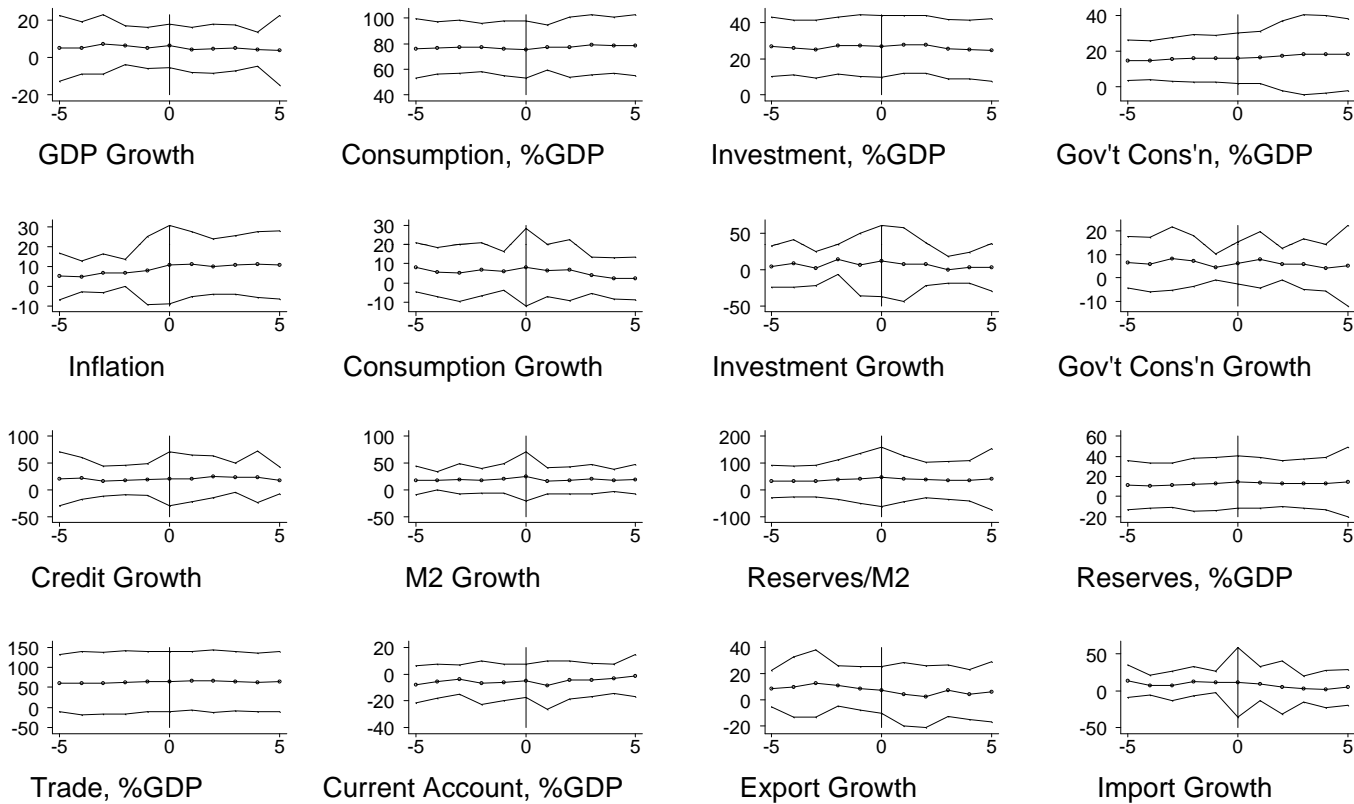 20
0
-20
-5 0 5
GDP Growth
100
80
60
40
-5 0 5
Consumption, %GDP
40
20
0
-5 0 5
Investment, %GDP
40
20
0
-5 0 5
Gov't Cons'n, %GDP
30
20
10
0
-10
-5 0 5
Inflation
30
20
10
0
-10
-5 0 5
Consumption Growth
50
0
-50
-5 0 5
Investment Growth
20
10
0
-10
-5 0 5
Gov't Cons'n Growth
100
50
0
-50
-5 0 5
Credit Growth
100
50
0
-50
-5 0 5
M2 Growth
200
100
0
-100
-5 0 5
Reserves/M2
60
40
20
0
-20
-5 0 5
Reserves, %GDP
150
100
50
0
-50
-5 0 5
Trade, %GDP
20
0
-20
-40
-5 0 5
Current Account, %GDP
40
20
0
-20
-5 0 5
Export Growth
50
0
-50
-5 0 5
Import Growth